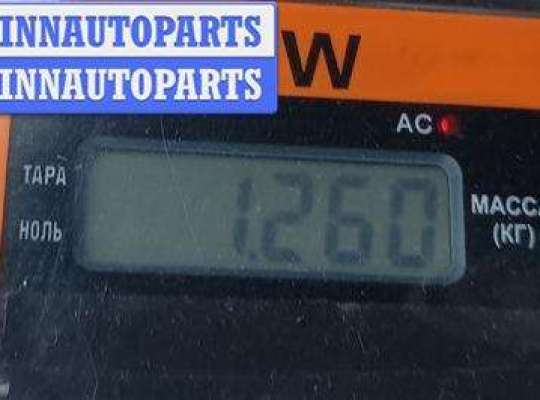 INNAUTOPARTS
INNAUTOPARTS
W
AC
ТАРА
1.260
МАССА
НОЛЬ
(КГ)